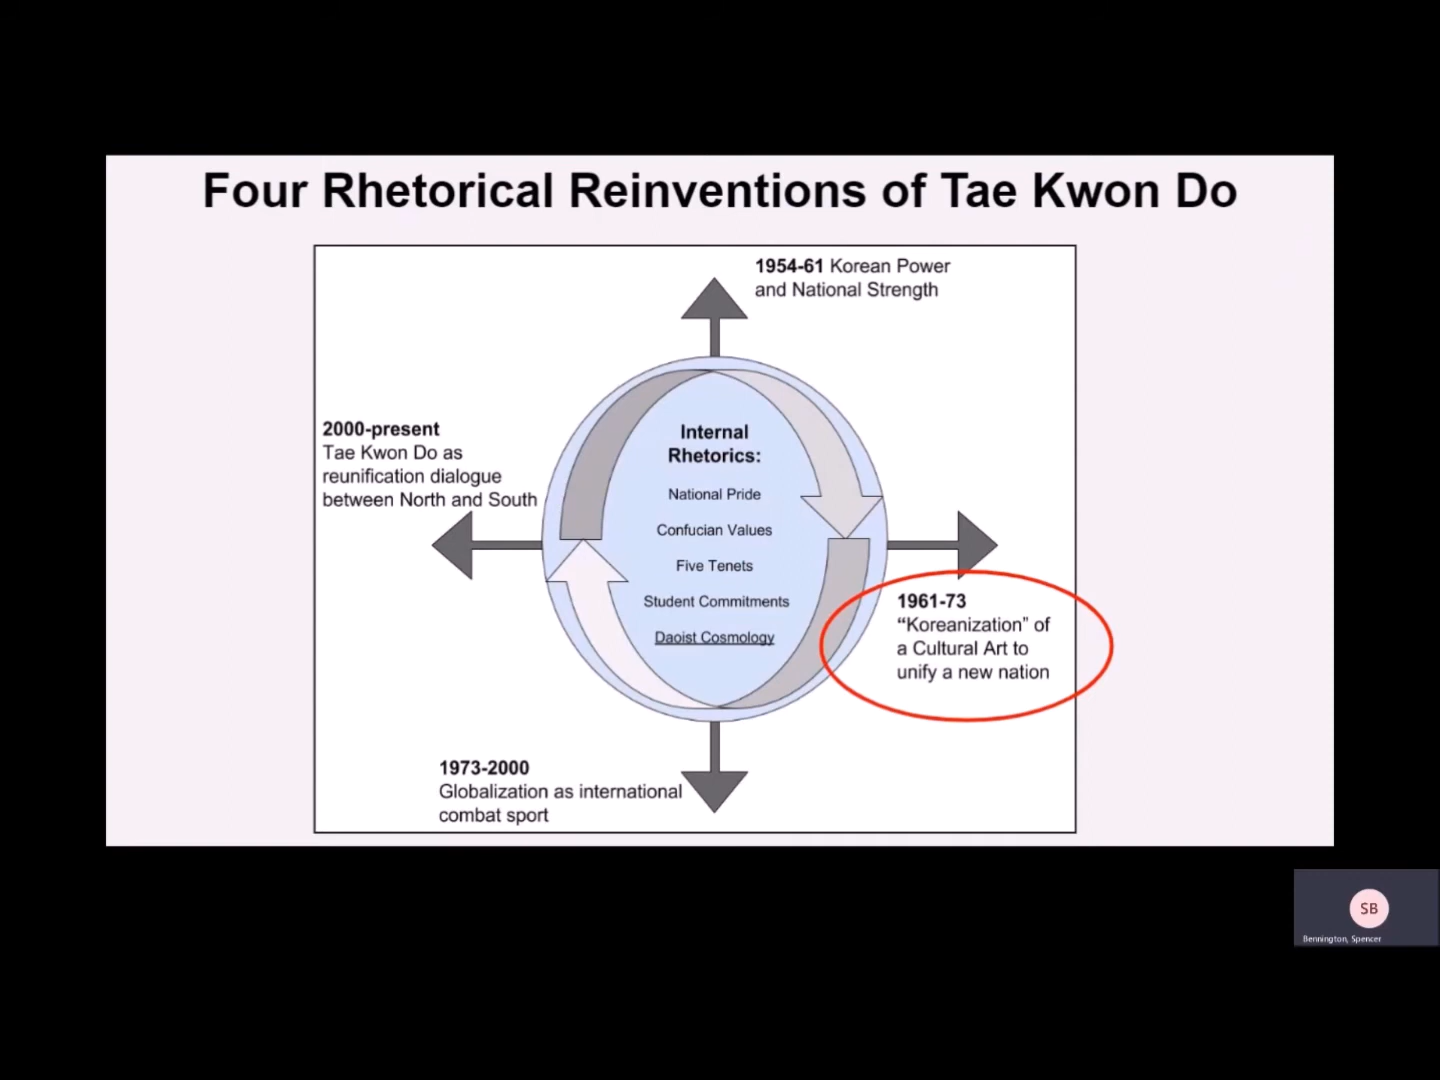 Four Rhetorical Reinventions of Tae Kwon Do
1954-61 Korean Power
and National Strength
2000-present
Tae Kwon Do as
reunification dialogue
between North and South
Internal
Rhetorics:
National Pride
Confucian Values
Five Tenets
Student Commitments
Daoist Cosmology
1961-73
“Koreanization” of
a Cultural Art to
unify a new nation
1973-2000
Globalization as international
combat sport
SB
Bennington, Spencer